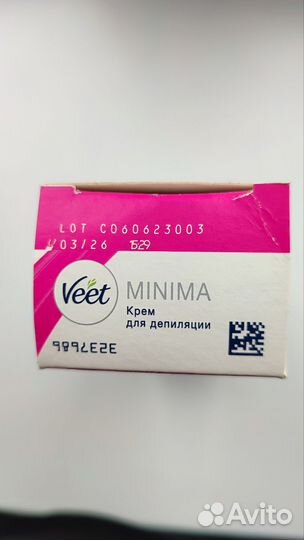 LOT C060623003
03/26 1529
Veet MINIMA
Крем
для депиляции
3237686
Avito